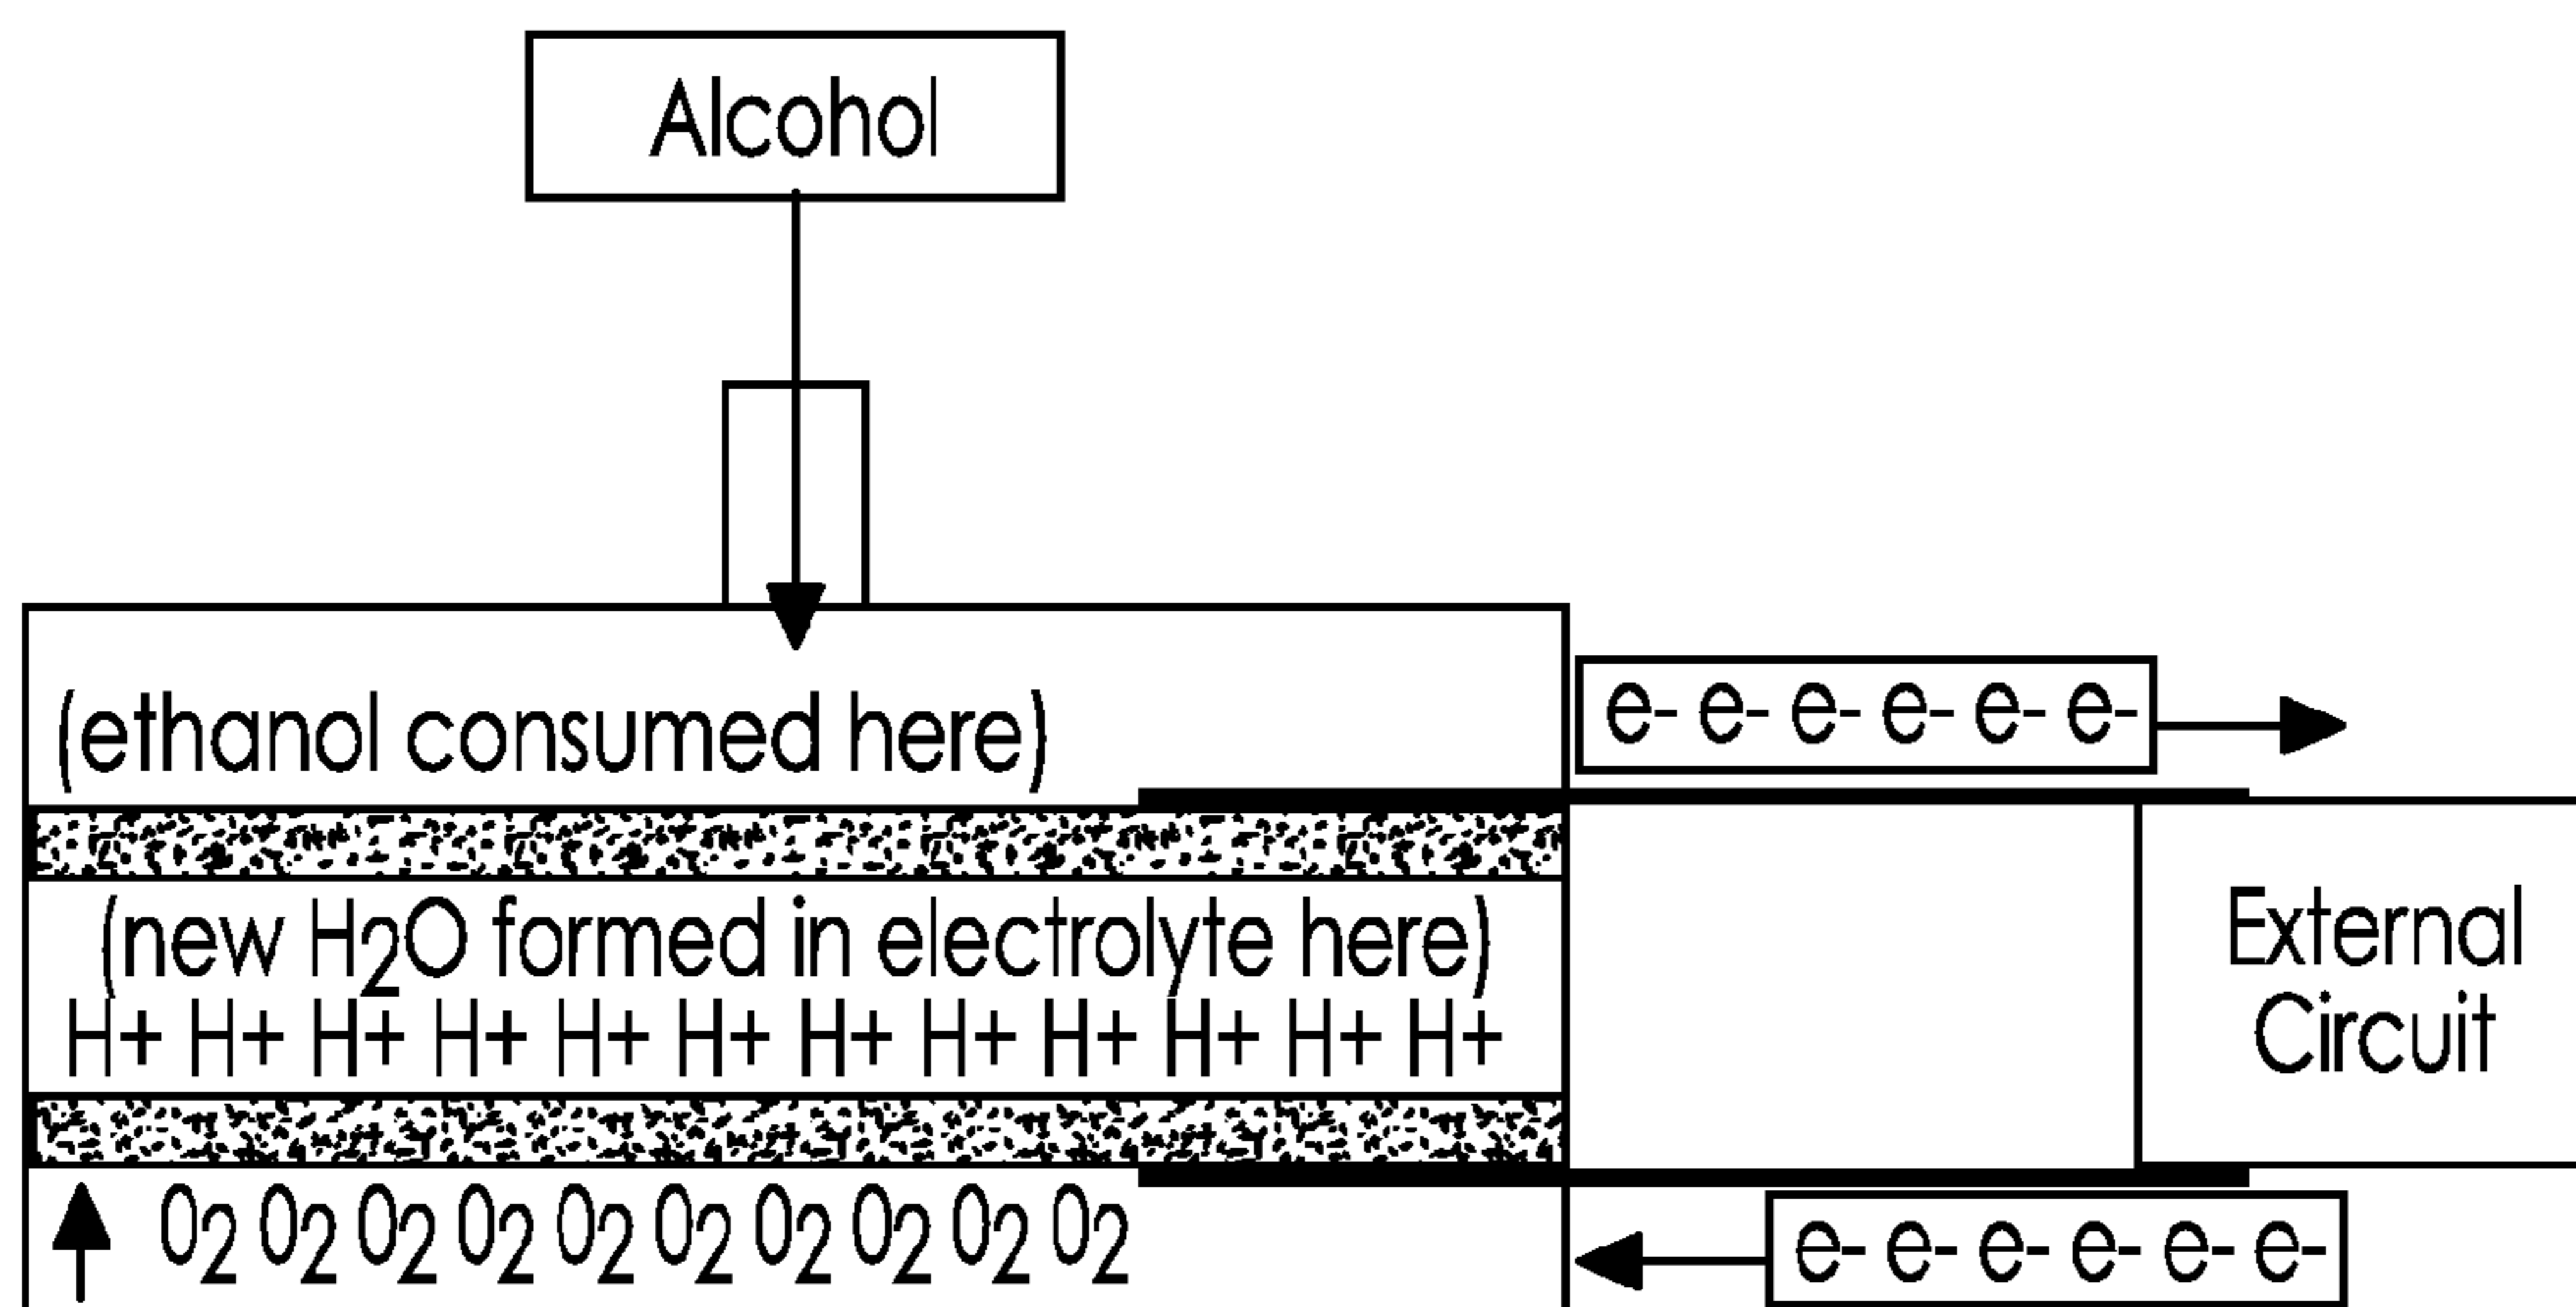 Alcohol
(ethanol consumed here)
e- e- e- e- e- e-
(new H2O formed in electrolyte here)
H+ H+ H+ H+ H+ H+ H+ H+ H+ H+ H+ H+
External
Circuit
O2 O2 O2 O2 O2 O2 O2 O2 O2 O2
e- e- e- e- e- e-